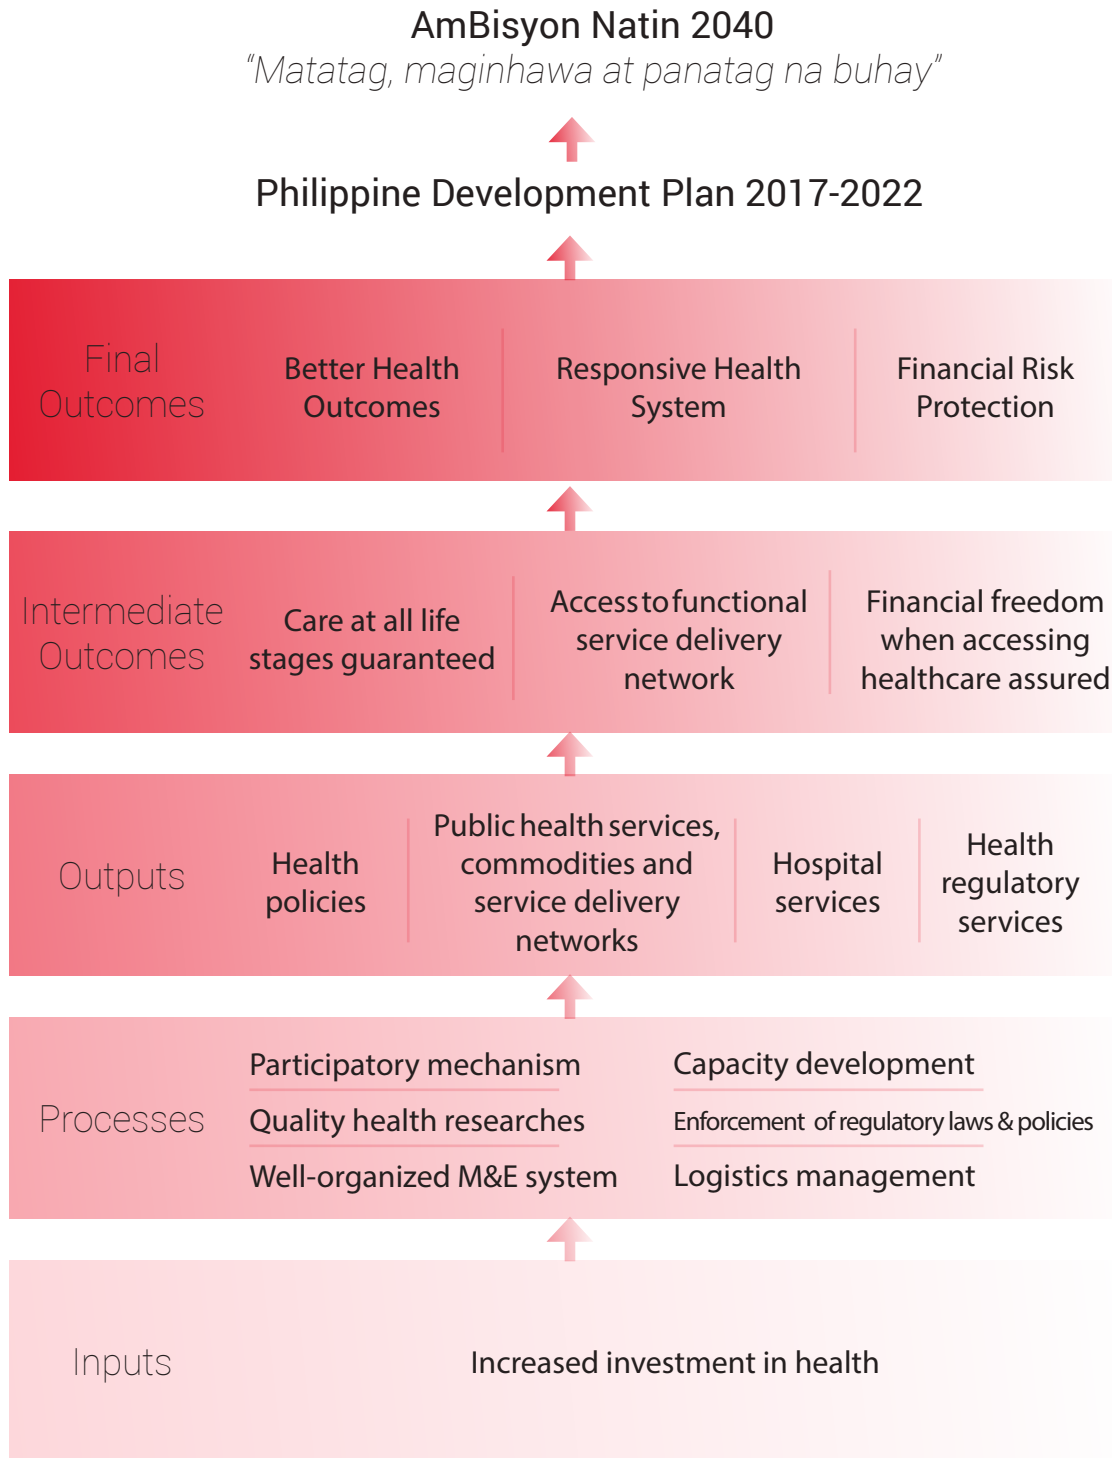 AmBisyon Natin 2040
"Matatag, maginhawa at panatag na buhay"
Philippine Development Plan 2017-2022
Final
Outcomes
Better Health
Outcomes
Responsive Health
System
Financial Risk
Protection
Intermediate
Outcomes
Care at all life
stages guaranteed
Access to functional
service delivery
network
Financial freedom
when accessing
healthcare assured
Outputs
Health
policies
Public health services,
commodities and
service delivery
networks
Hospital
services
Health
regulatory
services
Processes
Participatory mechanism
Quality health researches
Well-organized M&E system
Capacity development
Enforcement of regulatory laws & policies
Logistics management
Inputs
Increased investment in health